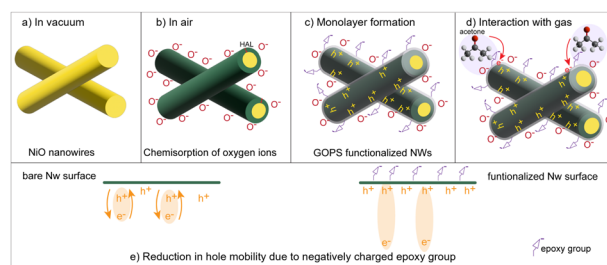 a) In vacuum
NiO nanowires
b) In air
HAL
O⁻ O⁻ O⁻ O⁻ O⁻ O⁻ O⁻ O⁻ O⁻ O⁻
Chemisorption of oxygen ions
c) Monolayer formation
O⁻ O⁻ O⁻ O⁻ O⁻
h⁺ h⁺ h⁺ h⁺ h⁺ h⁺ h⁺
GOPS functionalized NWs
d) Interaction with gas
acetone
O⁻ O⁻ O⁻ O⁻
h⁺ h⁺ h⁺ h⁺ h⁺ h⁺ h⁺
bare Nw surface
h⁺
h⁺ h⁺ h⁺
e⁻ e⁻
funtionalized Nw surface
h⁺ h⁺ h⁺ h⁺ h⁺
e⁻ e⁻
epoxy group
e) Reduction in hole mobility due to negatively charged epoxy group